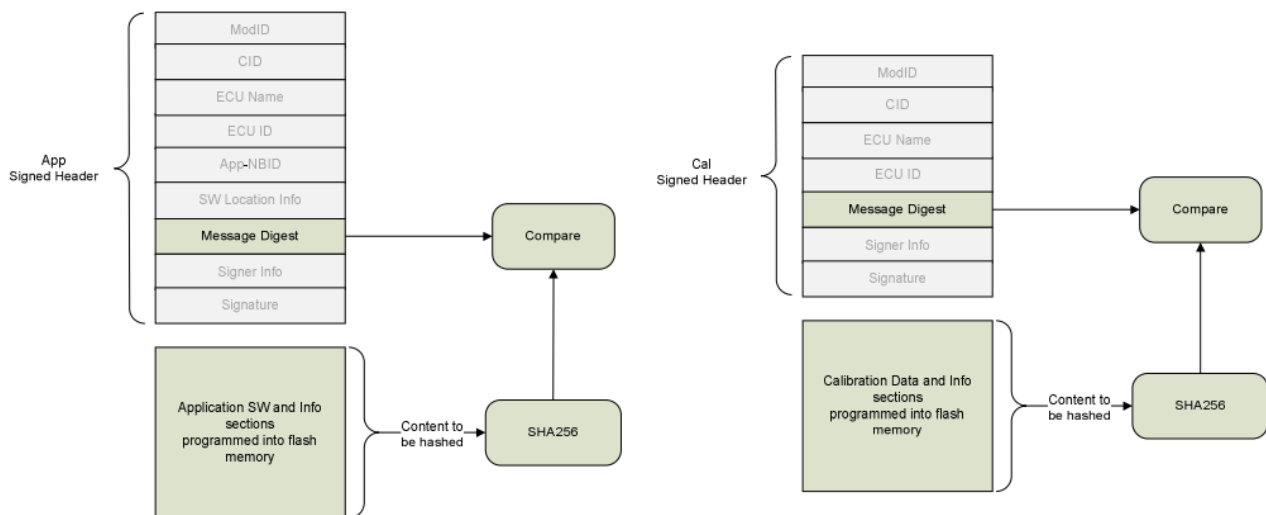 ModID
CID
ECU Name
ECU ID
App-NBID
SW Location Info
Message Digest
Signer Info
Signature
App
Signed Header
Compare
Application SW and Info
sections
programmed into flash
memory
Content to
be hashed
SHA256
ModID
CID
ECU Name
ECU ID
Message Digest
Signer Info
Signature
Cal
Signed Header
Compare
Calibration Data and Info
sections
programmed into flash
memory
Content to
be hashed
SHA256